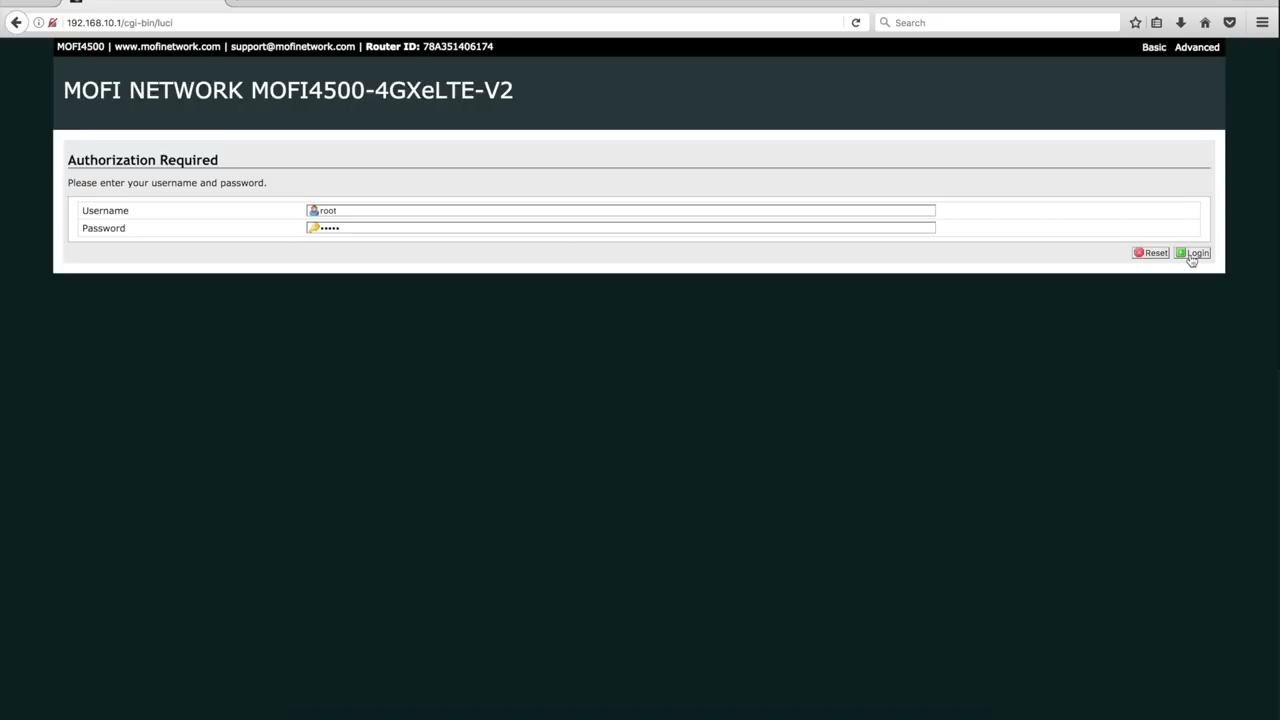 192.168.10.1/cgi-bin/luci
Search
MOFI4500 | www.mofinetwork.com | support@mofinetwork.com | Router ID: 78A351406174
Basic Advanced
MOFI NETWORK MOFI4500-4GXeLTE-V2
Authorization Required
Please enter your username and password.
Username root
Password •••••
Reset Login